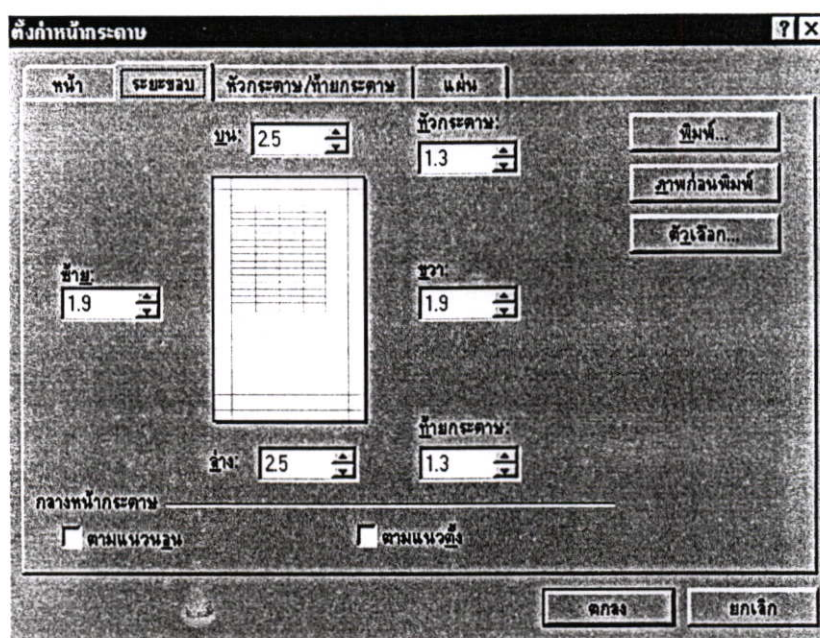 ตั้งค่าหน้ากระดาษ
หน้า ระยะขอบ หัวกระดาษ/ท้ายกระดาษ แผ่น
บน: 2.5
หัวกระดาษ:
1.3
พิมพ์...
ภาพก่อนพิมพ์
ตัวเลือก...
ซ้าย:
1.9
ขวา:
1.9
ล่าง: 2.5
ท้ายกระดาษ:
1.3
กลางหน้ากระดาษ
ตามแนวนอน ตามแนวตั้ง
ตกลง ยกเลิก